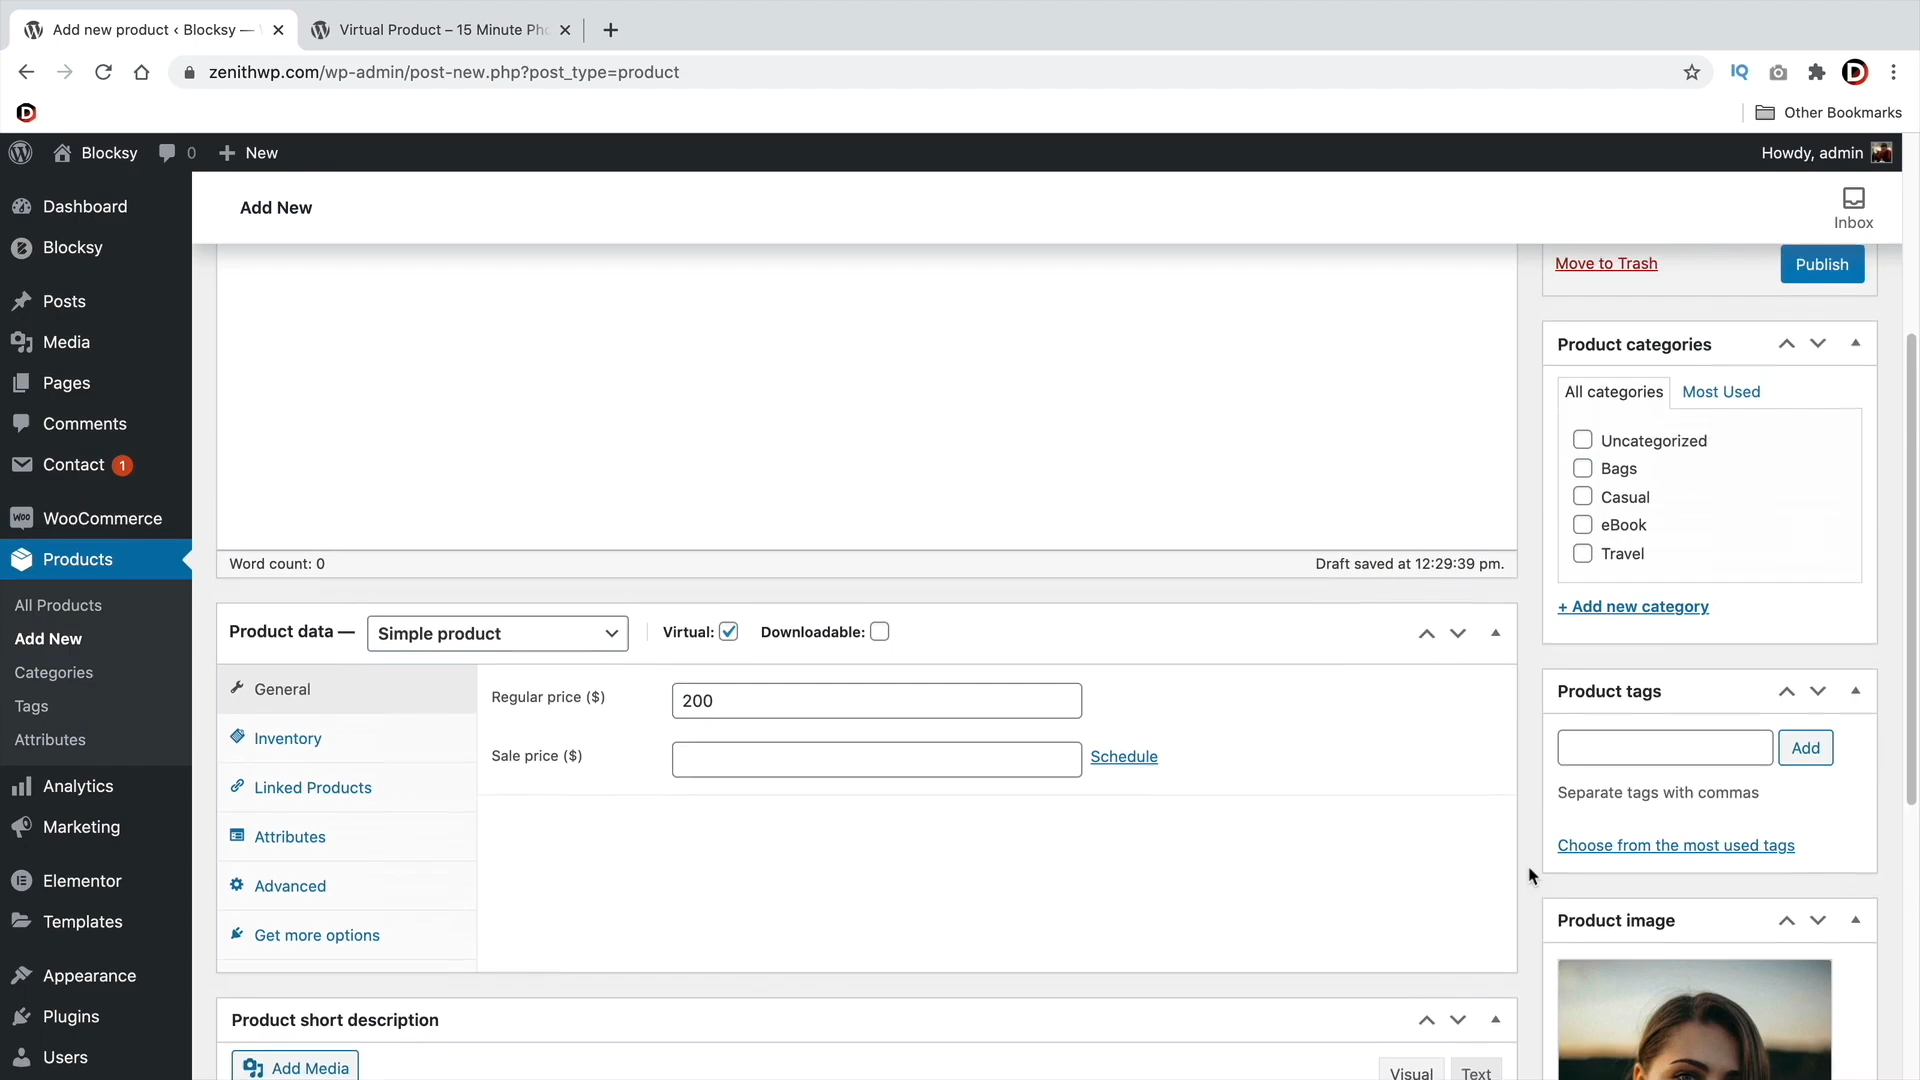 Add new product ‹ Blocksy —
Virtual Product – 15 Minute Pho
zenithwp.com/wp-admin/post-new.php?post_type=product
IQ
D
D
Other Bookmarks
Blocksy
0
New
Howdy, admin
Dashboard
Blocksy
Posts
Media
Pages
Comments
Contact 1
WooCommerce
Products
All Products
Add New
Categories
Tags
Attributes
Analytics
Marketing
Elementor
Templates
Appearance
Plugins
Users
Add New
Inbox
Move to Trash
Publish
Word count: 0
Draft saved at 12:29:39 pm.
Product data —
Simple product
Virtual:
Downloadable:
General
Inventory
Linked Products
Attributes
Advanced
Get more options
Regular price ($)
200
Sale price ($)
Schedule
Product short description
Add Media
Visual
Text
Product categories
All categories
Most Used
Uncategorized
Bags
Casual
eBook
Travel
+ Add new category
Product tags
Add
Separate tags with commas
Choose from the most used tags
Product image